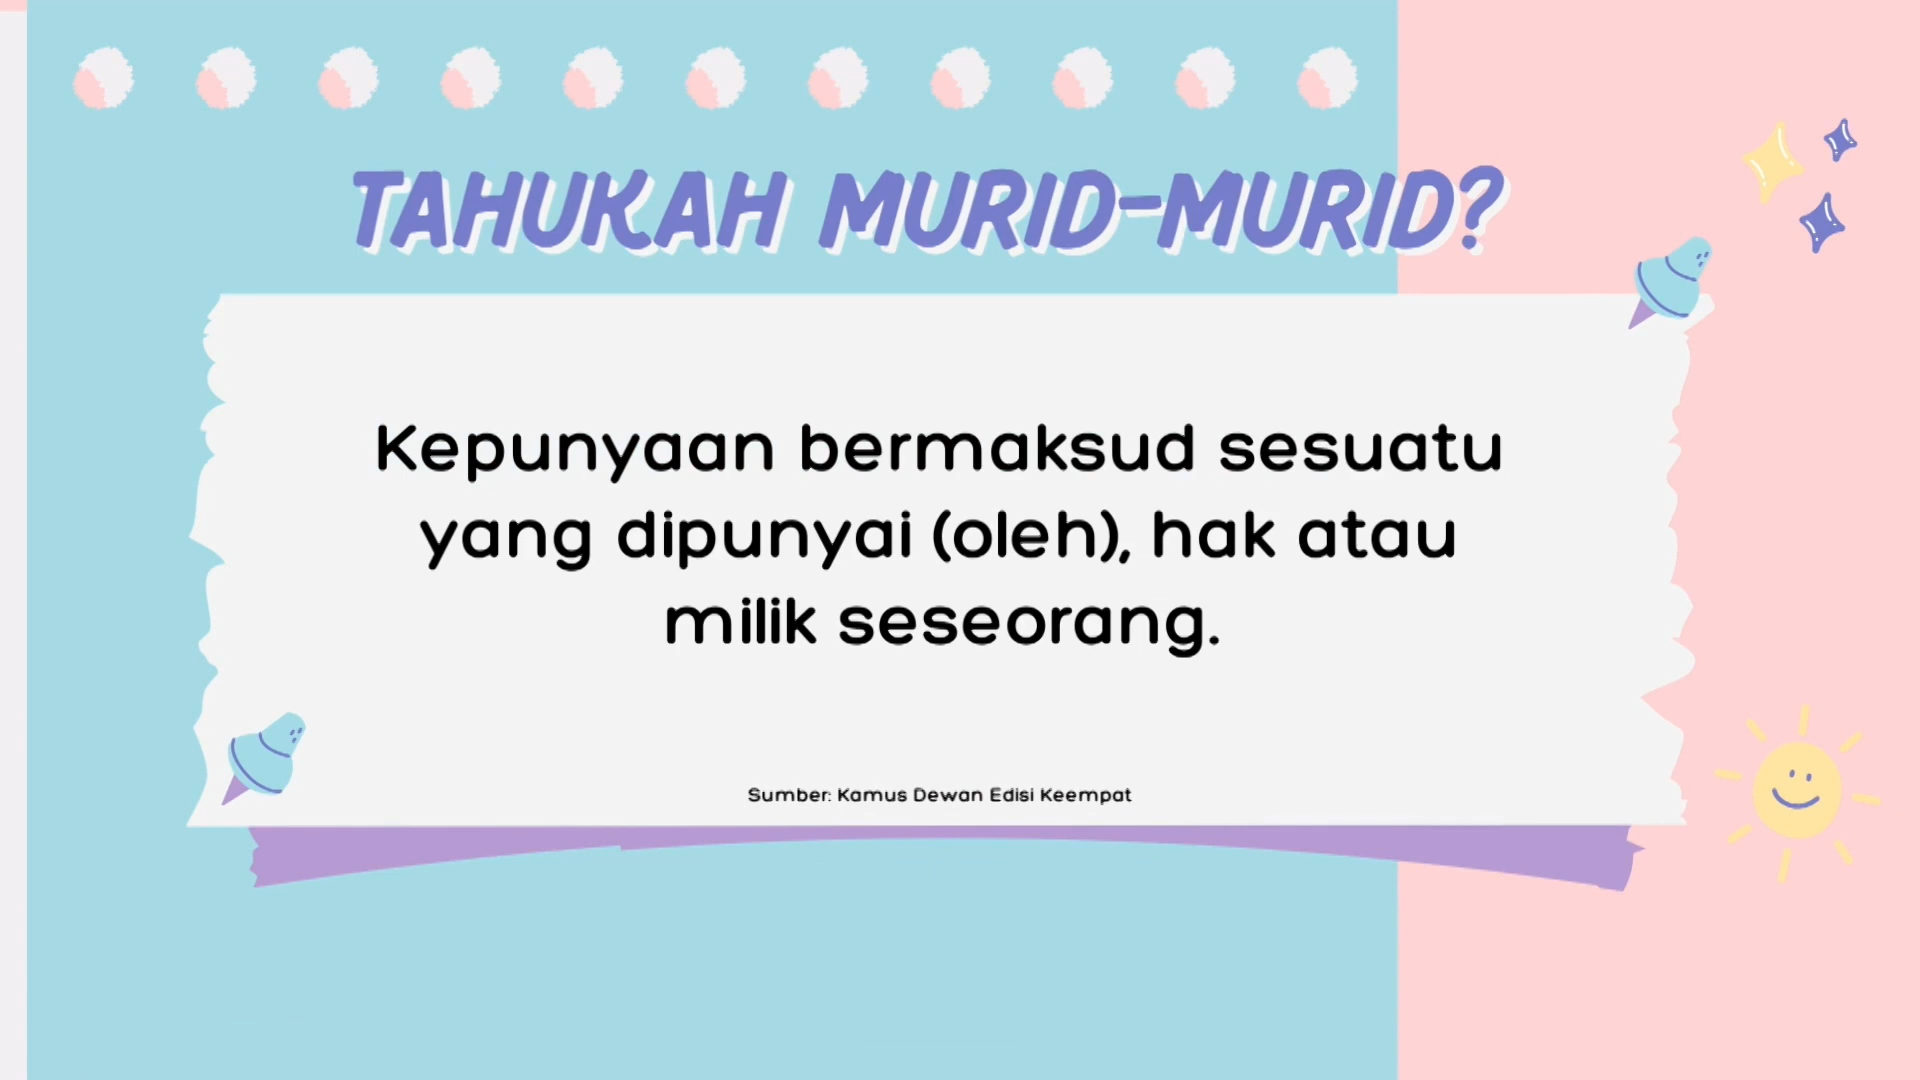 TAHUKAH MURID-MURID?
Kepunyaan bermaksud sesuatu
yang dipunyai (oleh), hak atau
milik seseorang.
Sumber: Kamus Dewan Edisi Keempat